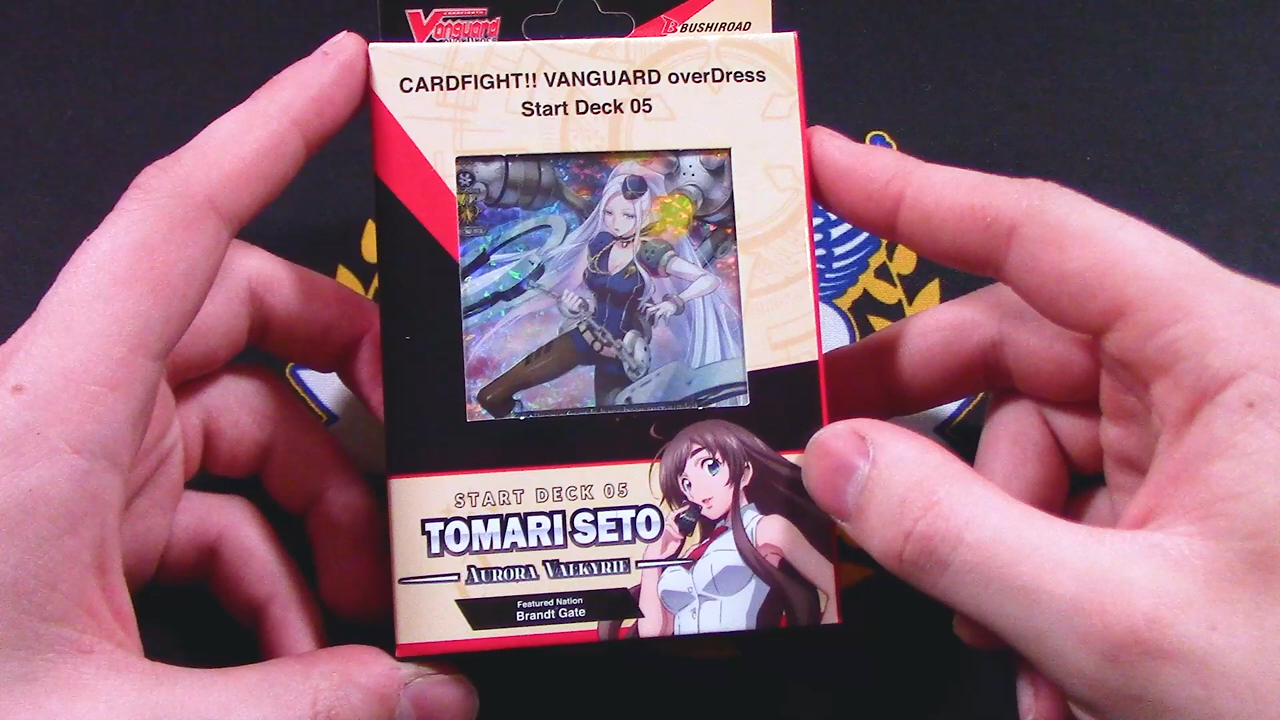 Vanguard
BUSHIROAD
CARDFIGHT!! VANGUARD overDress
Start Deck 05
START DECK 05
TOMARI SETO
AURORA VALKYRIE
Featured Nation
Brandt Gate